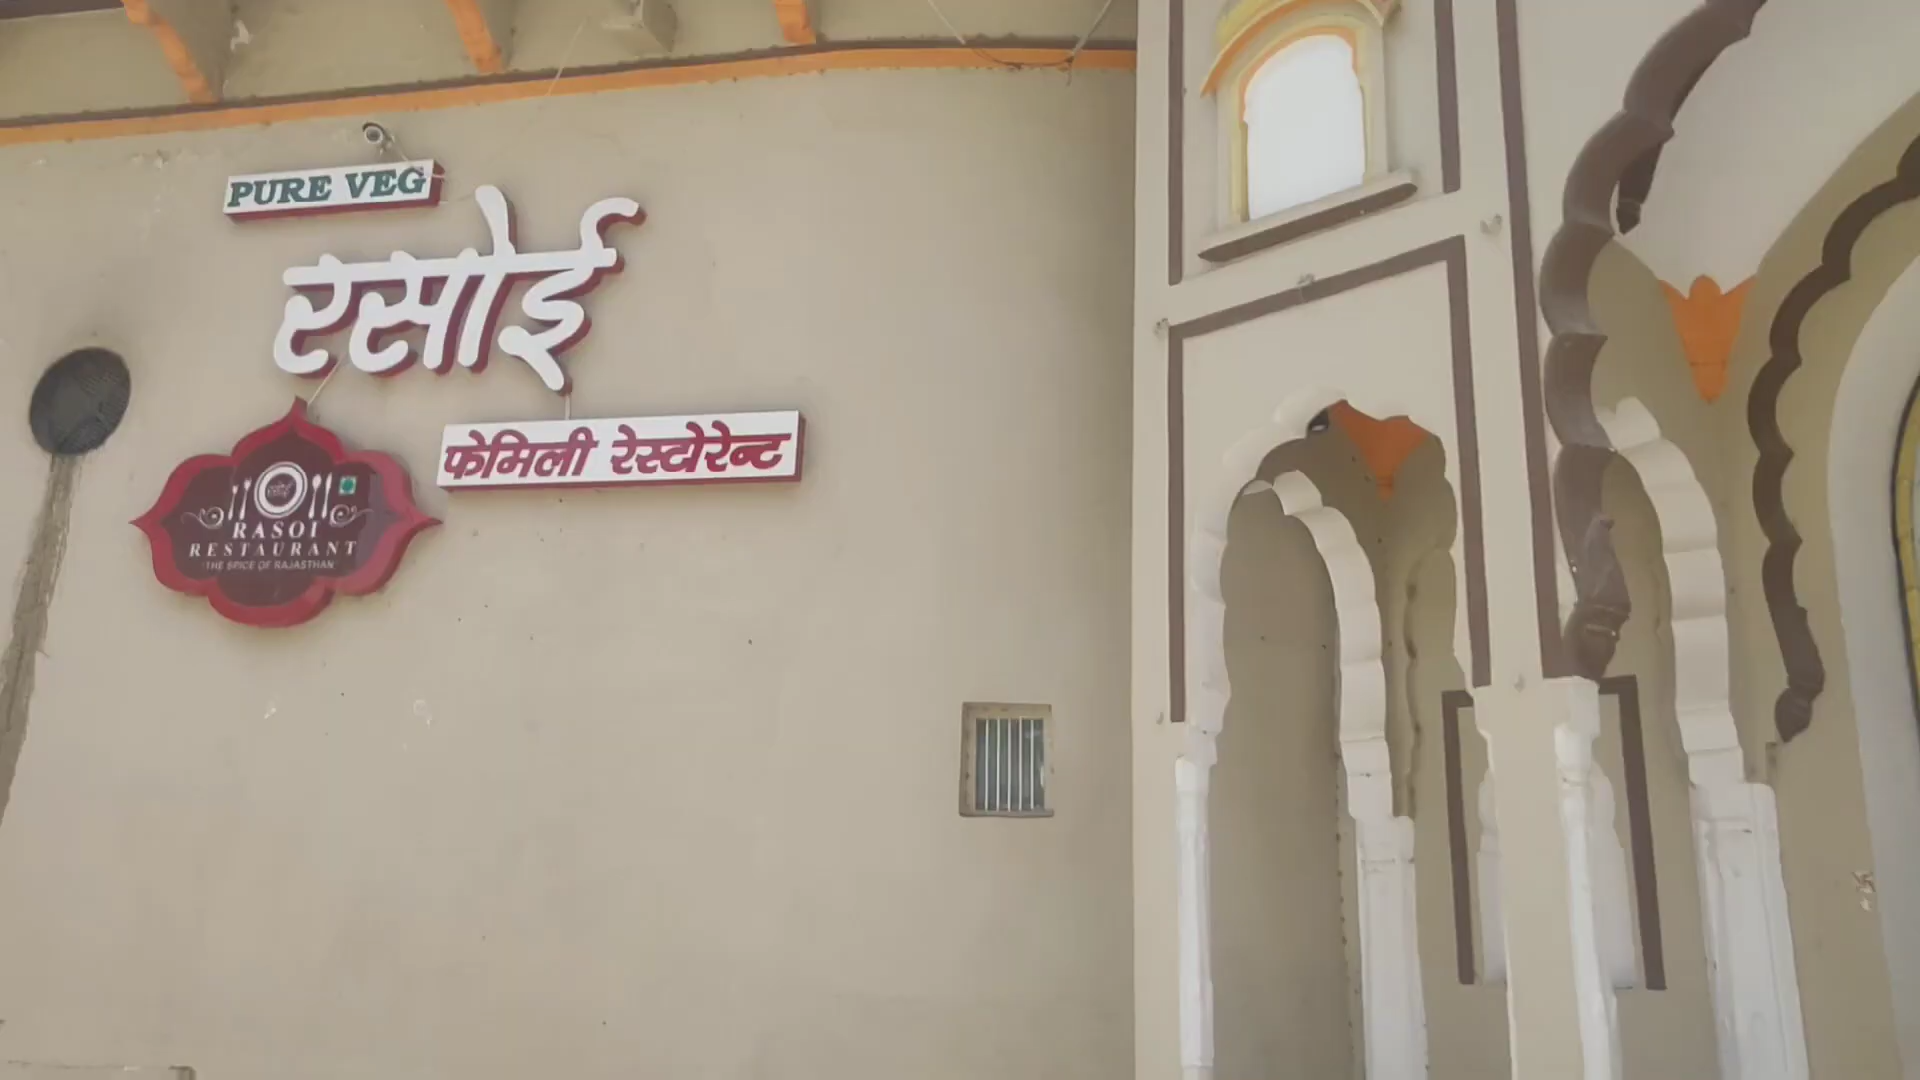 PURE VEG
रसोई
फेमिली रेस्टोरेन्ट
RASOI
RESTAURANT
THE SPICE OF RAJASTHAN